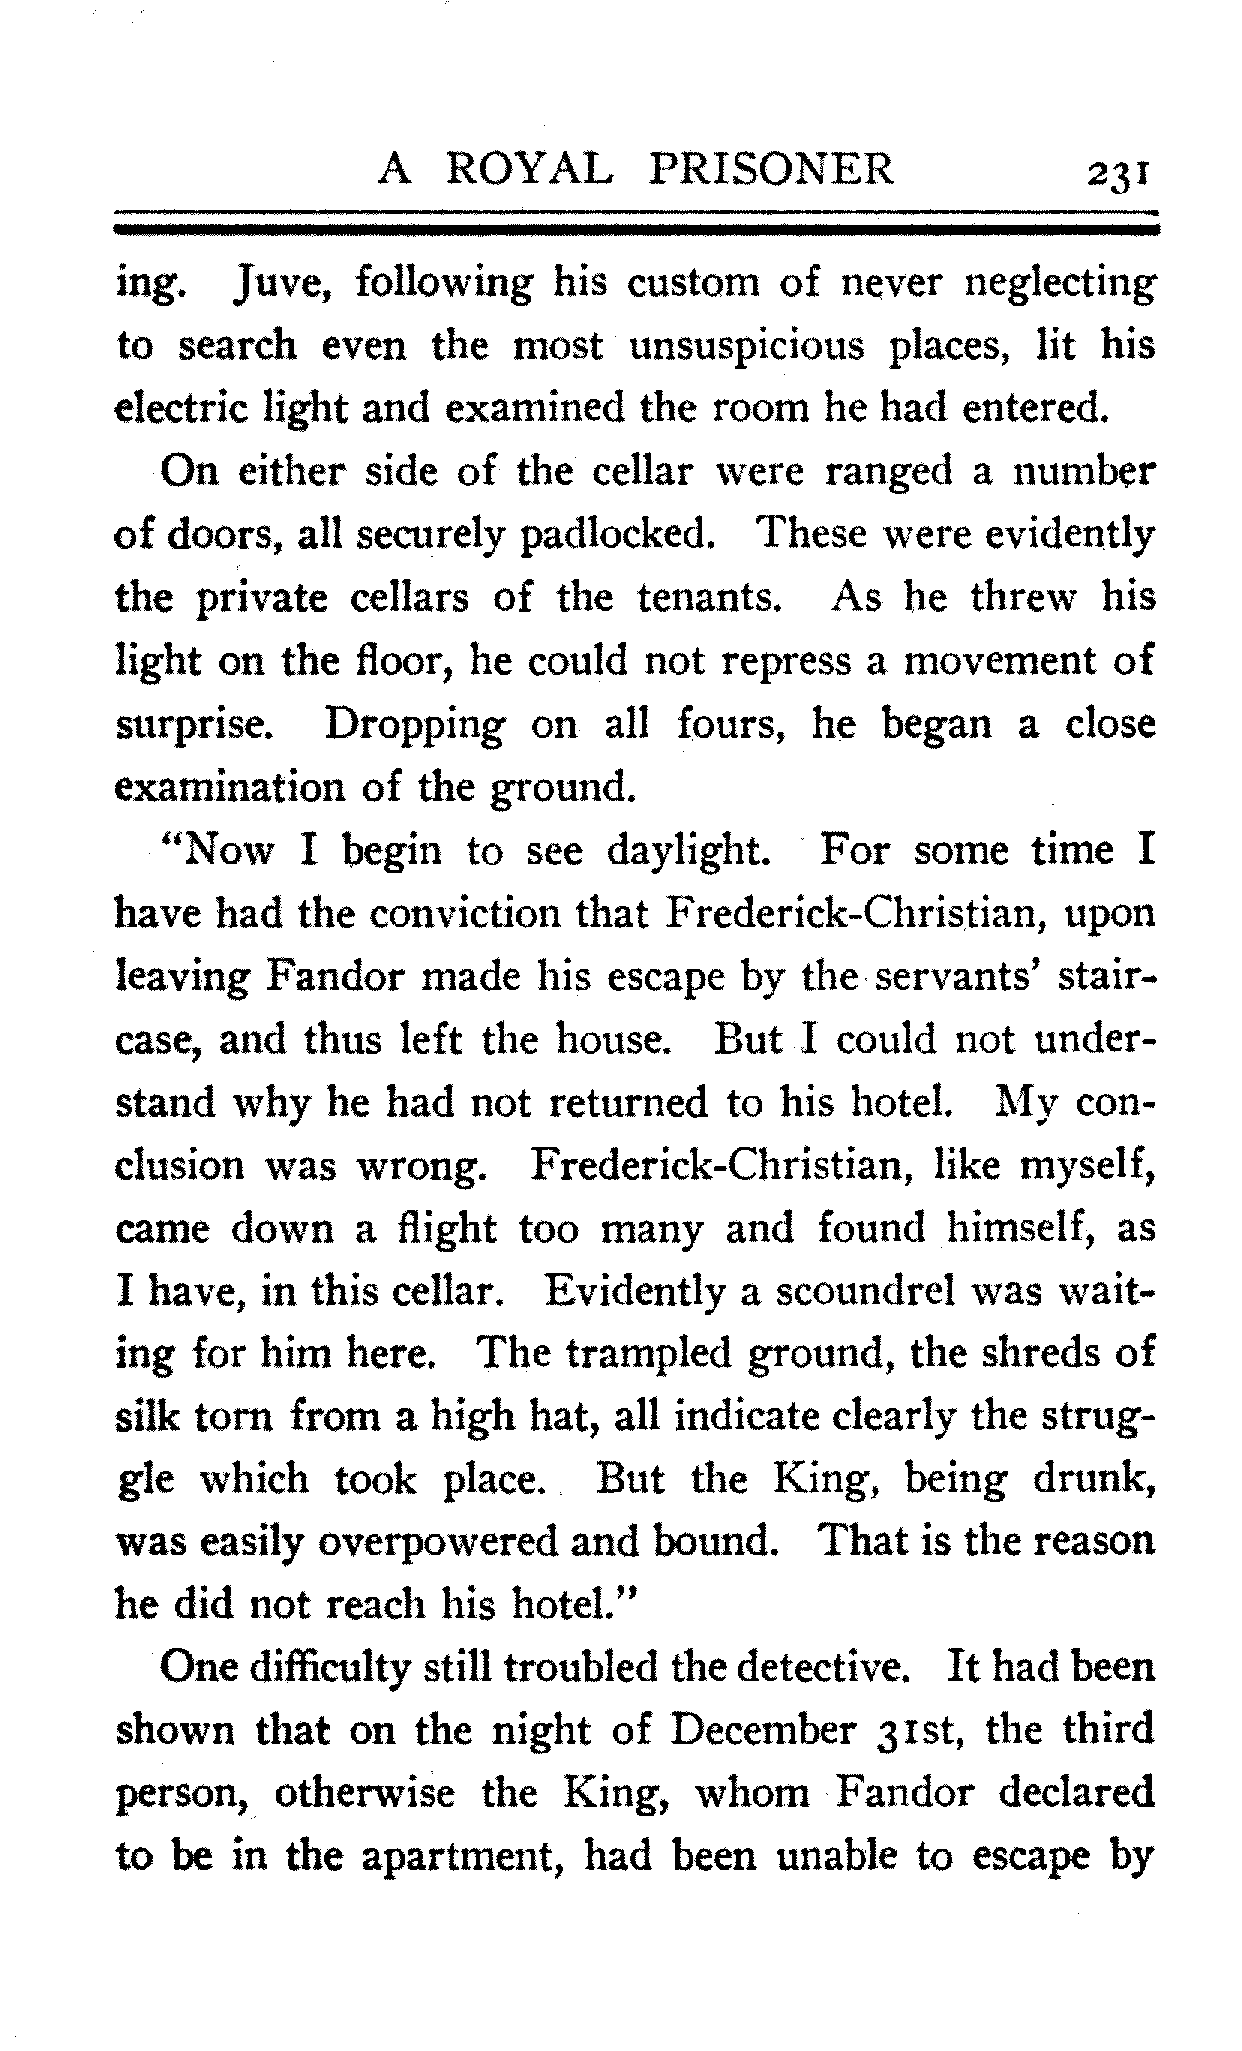 A ROYAL PRISONER 231
ing. Juve, following his custom of never neglecting
to search even the most unsuspicious places, lit his
electric light and examined the room he had entered.
On either side of the cellar were ranged a number
of doors, all securely padlocked. These were evidently
the private cellars of the tenants. As he threw his
light on the floor, he could not repress a movement of
surprise. Dropping on all fours, he began a close
examination of the ground.
“Now I begin to see daylight. For some time I
have had the conviction that Frederick-Christian, upon
leaving Fandor made his escape by the servants’ stair-
case, and thus left the house. But I could not under-
stand why he had not returned to his hotel. My con-
clusion was wrong. Frederick-Christian, like myself,
came down a flight too many and found himself, as
I have, in this cellar. Evidently a scoundrel was wait-
ing for him here. The trampled ground, the shreds of
silk torn from a high hat, all indicate clearly the strug-
gle which took place. But the King, being drunk,
was easily overpowered and bound. That is the reason
he did not reach his hotel.”
One difficulty still troubled the detective. It had been
shown that on the night of December 31st, the third
person, otherwise the King, whom Fandor declared
to be in the apartment, had been unable to escape by